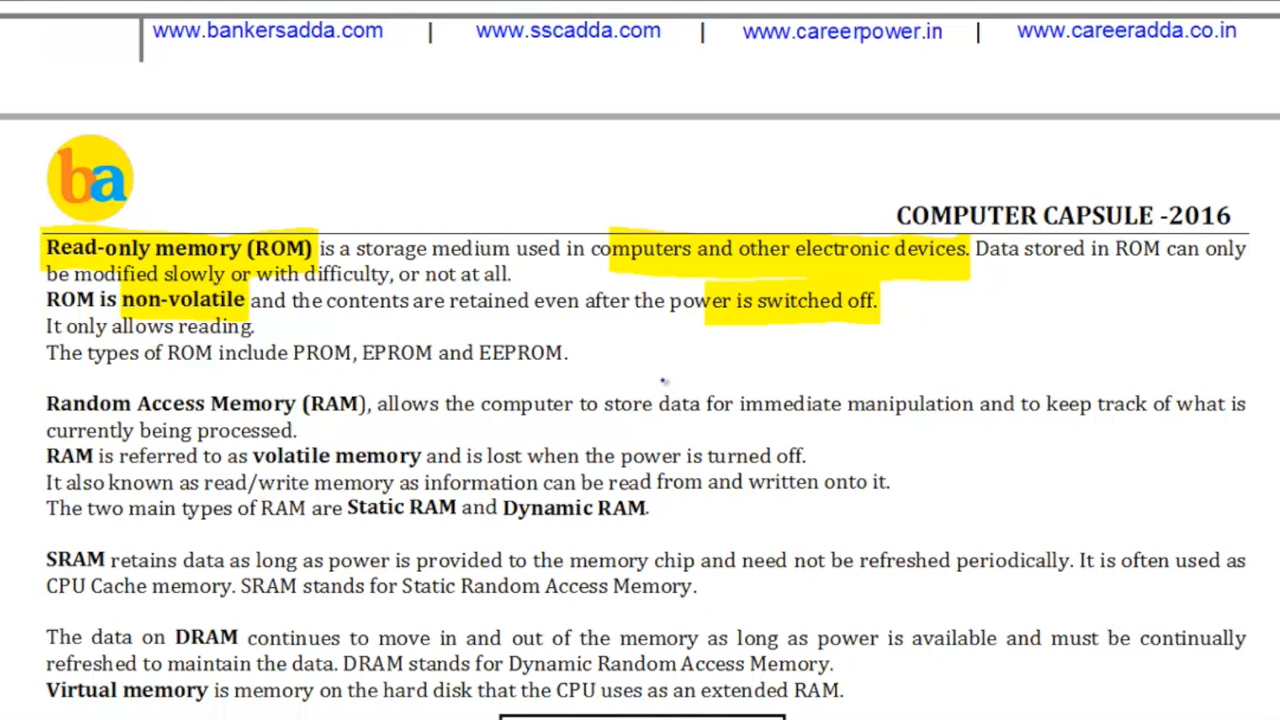 www.bankersadda.com | www.sscadda.com | www.careerpower.in | www.careeradda.co.in
ba
COMPUTER CAPSULE -2016
Read-only memory (ROM) is a storage medium used in computers and other electronic devices. Data stored in ROM can only
be modified slowly or with difficulty, or not at all.
ROM is non-volatile and the contents are retained even after the power is switched off.
It only allows reading.
The types of ROM include PROM, EPROM and EEPROM.
Random Access Memory (RAM), allows the computer to store data for immediate manipulation and to keep track of what is
currently being processed.
RAM is referred to as volatile memory and is lost when the power is turned off.
It also known as read/write memory as information can be read from and written onto it.
The two main types of RAM are Static RAM and Dynamic RAM.
SRAM retains data as long as power is provided to the memory chip and need not be refreshed periodically. It is often used as
CPU Cache memory. SRAM stands for Static Random Access Memory.
The data on DRAM continues to move in and out of the memory as long as power is available and must be continually
refreshed to maintain the data. DRAM stands for Dynamic Random Access Memory.
Virtual memory is memory on the hard disk that the CPU uses as an extended RAM.